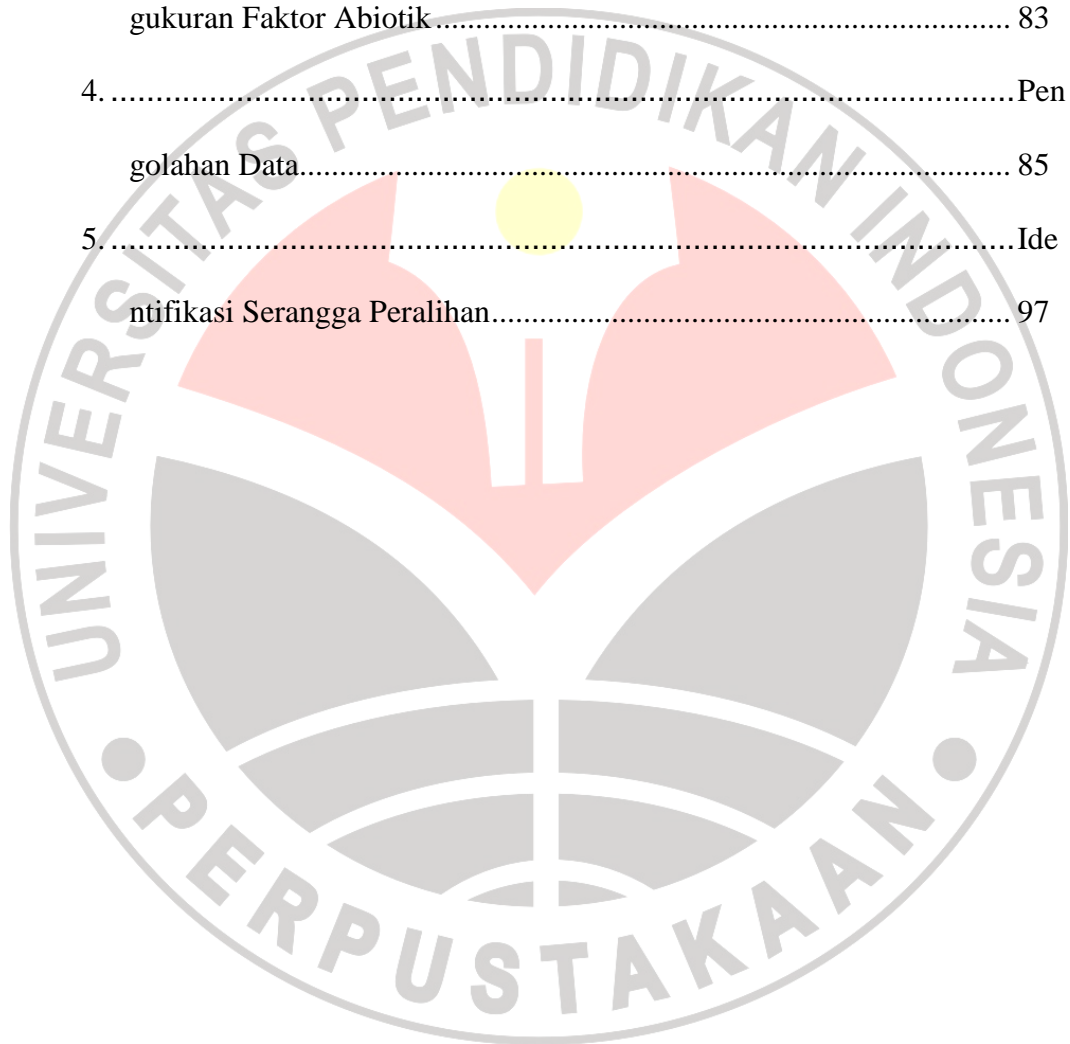 gukuran Faktor Abiotik........................................................................ 83
4. ................................................................................................Pen
golahan Data........................................................................................ 85
5. ................................................................................................Ide
ntifikasi Serangga Peralihan................................................................ 97
UNIVERSITAS PENDIDIKAN INDONESIA
PERPUSTAKAAN